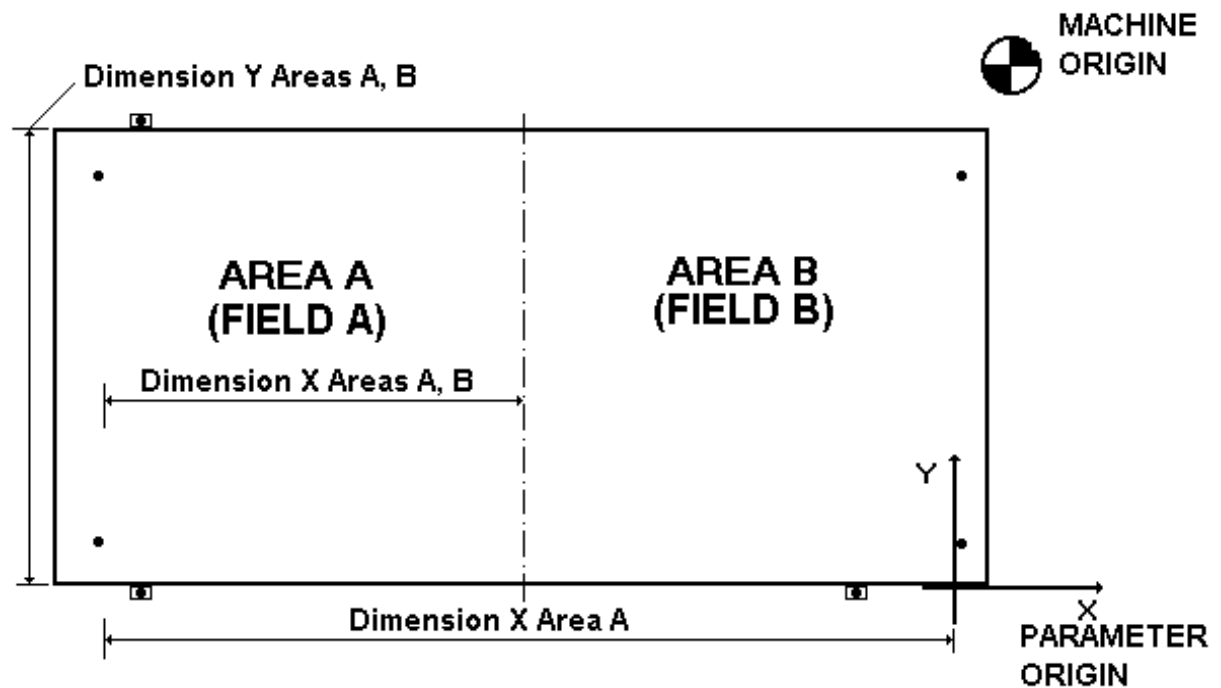 MACHINE
ORIGIN
Dimension Y Areas A, B
AREA A
(FIELD A)
AREA B
(FIELD B)
Dimension X Areas A, B
Y
Dimension X Area A
X
PARAMETER
ORIGIN